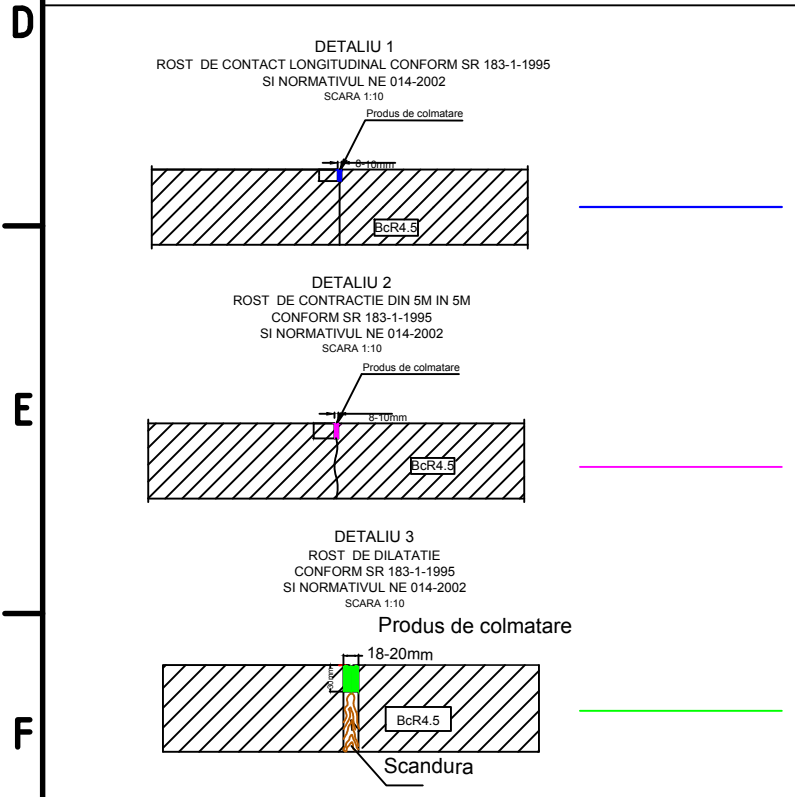 D
DETALIU 1
ROST DE CONTACT LONGITUDINAL CONFORM SR 183-1-1995
SI NORMATIVUL NE 014-2002
SCARA 1:10
Produs de colmatare
8-10mm
BcR4.5
DETALIU 2
ROST DE CONTRACTIE DIN 5M IN 5M
CONFORM SR 183-1-1995
SI NORMATIVUL NE 014-2002
SCARA 1:10
Produs de colmatare
E
8-10mm
BcR4.5
DETALIU 3
ROST DE DILATATIE
CONFORM SR 183-1-1995
SI NORMATIVUL NE 014-2002
SCARA 1:10
Produs de colmatare
18-20mm
30 mm
BcR4.5
F
Scandura